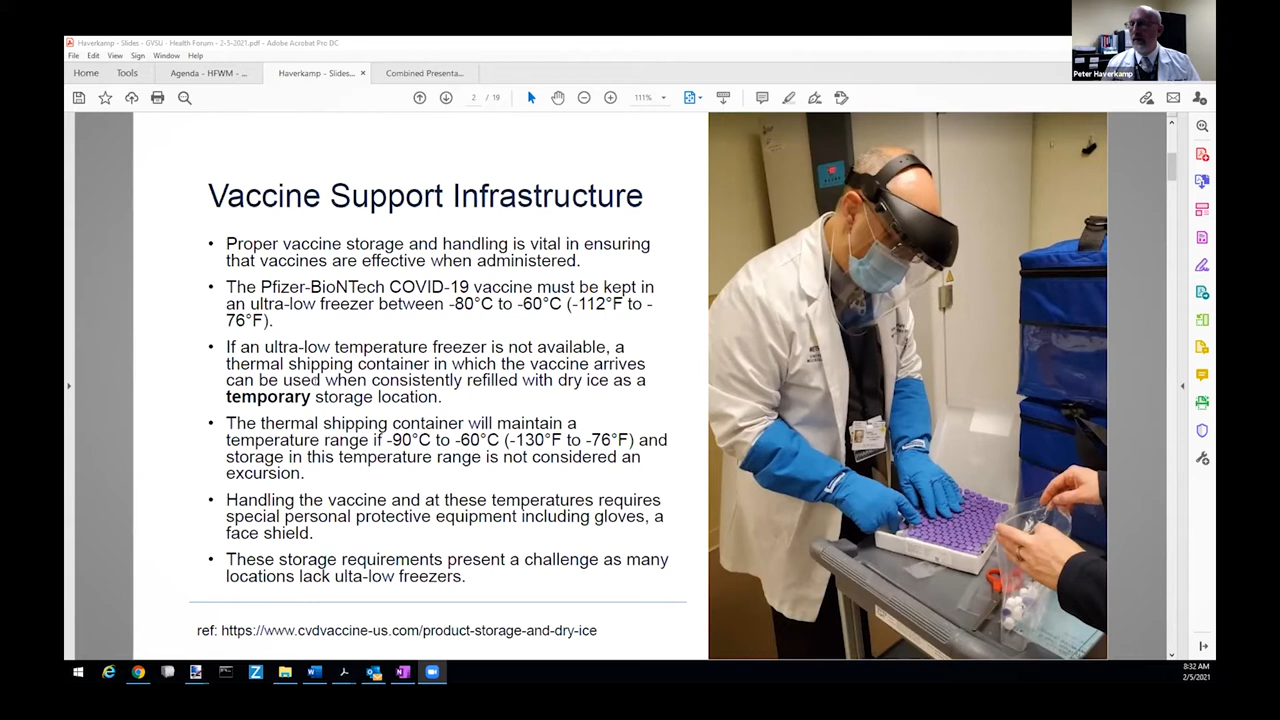 Haverkamp - Slides - GVSU - Health Forum - 2-5-2021.pdf - Adobe Acrobat Pro DC
File Edit View Sign Window Help
Home Tools Agenda - HFWM - ... Haverkamp - Slides... × Combined Presenta...
2 / 19 111%
Peter Haverkamp
Vaccine Support Infrastructure
• Proper vaccine storage and handling is vital in ensuring
that vaccines are effective when administered.
• The Pfizer-BioNTech COVID-19 vaccine must be kept in
an ultra-low freezer between -80°C to -60°C (-112°F to -
76°F).
• If an ultra-low temperature freezer is not available, a
thermal shipping container in which the vaccine arrives
can be used when consistently refilled with dry ice as a
temporary storage location.
• The thermal shipping container will maintain a
temperature range if -90°C to -60°C (-130°F to -76°F) and
storage in this temperature range is not considered an
excursion.
• Handling the vaccine and at these temperatures requires
special personal protective equipment including gloves, a
face shield.
• These storage requirements present a challenge as many
locations lack ulta-low freezers.
ref: https://www.cvdvaccine-us.com/product-storage-and-dry-ice
8:32 AM
2/5/2021